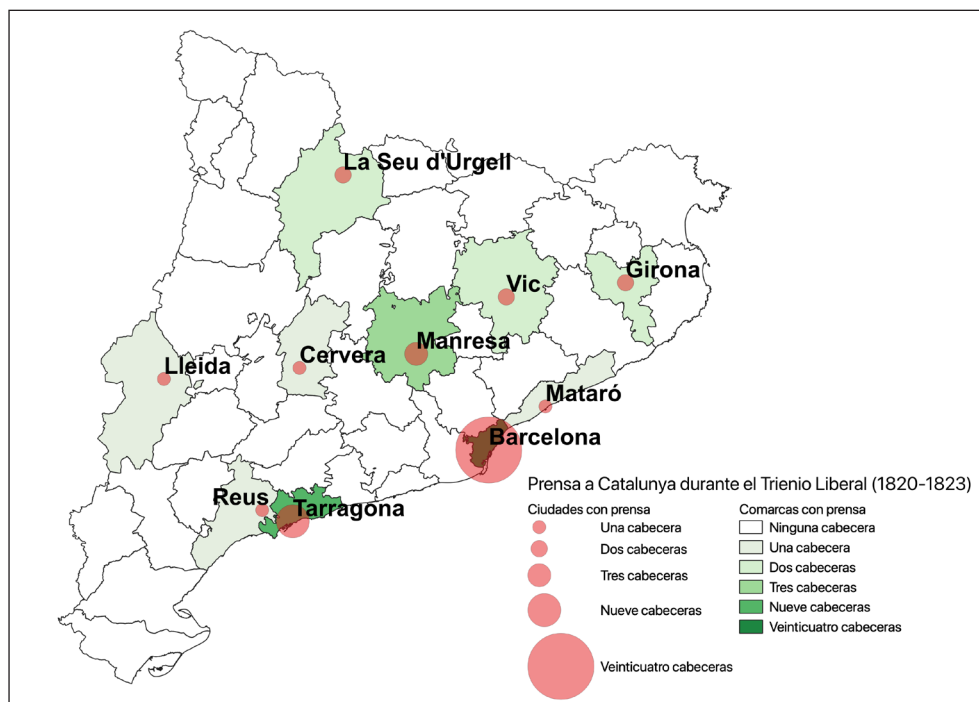 La Seu d'Urgell
Girona
Vic
Manresa
Cervera
Lleida
Mataró
Barcelona
Reus
Tarragona
Prensa a Catalunya durante el Trienio Liberal (1820-1823)
Ciudades con prensa
Una cabecera
Dos cabeceras
Tres cabeceras
Nueve cabeceras
Veinticuatro cabeceras
Comarcas con prensa
Ninguna cabecera
Una cabecera
Dos cabeceras
Tres cabeceras
Nueve cabeceras
Veinticuatro cabeceras